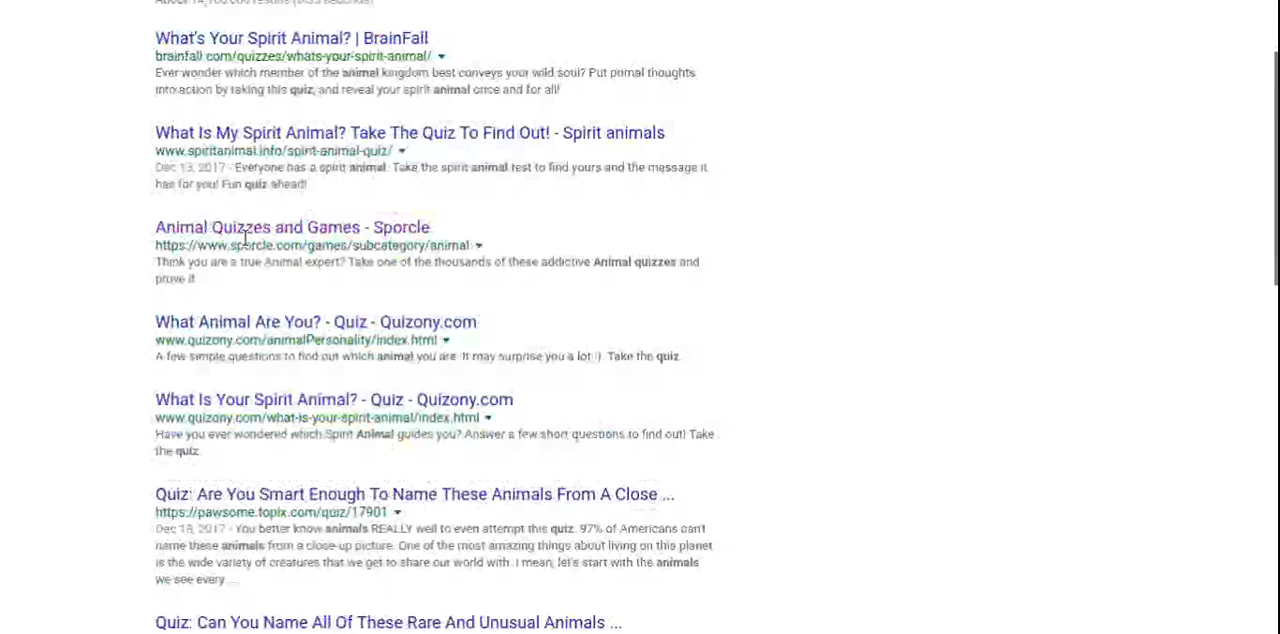 What's Your Spirit Animal? | BrainFall
brainfall.com/quizzes/whats-your-spirit-animal/
Ever wonder which member of the animal kingdom best conveys your wild soul? Put primal thoughts
into action by taking this quiz, and reveal your spirit animal once and for all!
What Is My Spirit Animal? Take The Quiz To Find Out! - Spirit animals
www.spiritanimal.info/spirit-animal-quiz/
Dec 13, 2017 - Everyone has a spirit animal. Take the spirit animal test to find yours and the message it
has for you! Fun quiz ahead!
Animal Quizzes and Games - Sporcle
https://www.sporcle.com/games/subcategory/animal
Think you are a true Animal expert? Take one of the thousands of these addictive Animal quizzes and
prove it.
What Animal Are You? - Quiz - Quizony.com
www.quizony.com/animalPersonality/index.html
A few simple questions to find out which animal you are. It may surprise you a lot :). Take the quiz.
What Is Your Spirit Animal? - Quiz - Quizony.com
www.quizony.com/what-is-your-spirit-animal/index.html
Have you ever wondered which Spirit Animal guides you? Answer a few short questions to find out! Take
the quiz.
Quiz: Are You Smart Enough To Name These Animals From A Close ...
https://pawsome.topix.com/quiz/17901
Dec 18, 2017 - You better know animals REALLY well to even attempt this quiz. 97% of Americans can't
name these animals from a close-up picture. One of the most amazing things about living on this planet
is the wide variety of creatures that we get to share our world with. I mean, let's start with the animals
we see every ...
Quiz: Can You Name All Of These Rare And Unusual Animals ...